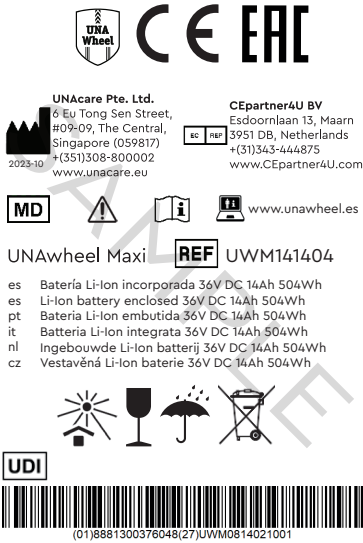 UNA
Wheel
CE EAC
UNAcare Pte. Ltd.
6 Eu Tong Sen Street,
#09-09, The Central,
Singapore (059817)
+(351)308-800002
www.unacare.eu
2023-10
EC REP
CEpartner4U BV
Esdoornlaan 13, Maarn
3951 DB, Netherlands
+(31)343-444875
www.CEpartner4U.com
MD
www.unawheel.es
UNAwheel Maxi REF UWM141404
es Batería Li-Ion incorporada 36V DC 14Ah 504Wh
es Li-Ion battery enclosed 36V DC 14Ah 504Wh
pt Bateria Li-Ion embutida 36V DC 14Ah 504Wh
it Batteria Li-Ion integrata 36V DC 14Ah 504Wh
nl Ingebouwde Li-Ion batterij 36V DC 14Ah 504Wh
cz Vestavěná Li-Ion baterie 36V DC 14Ah 504Wh
SAMPLE
UDI
(01)8881300376048(27)UWM0814021001